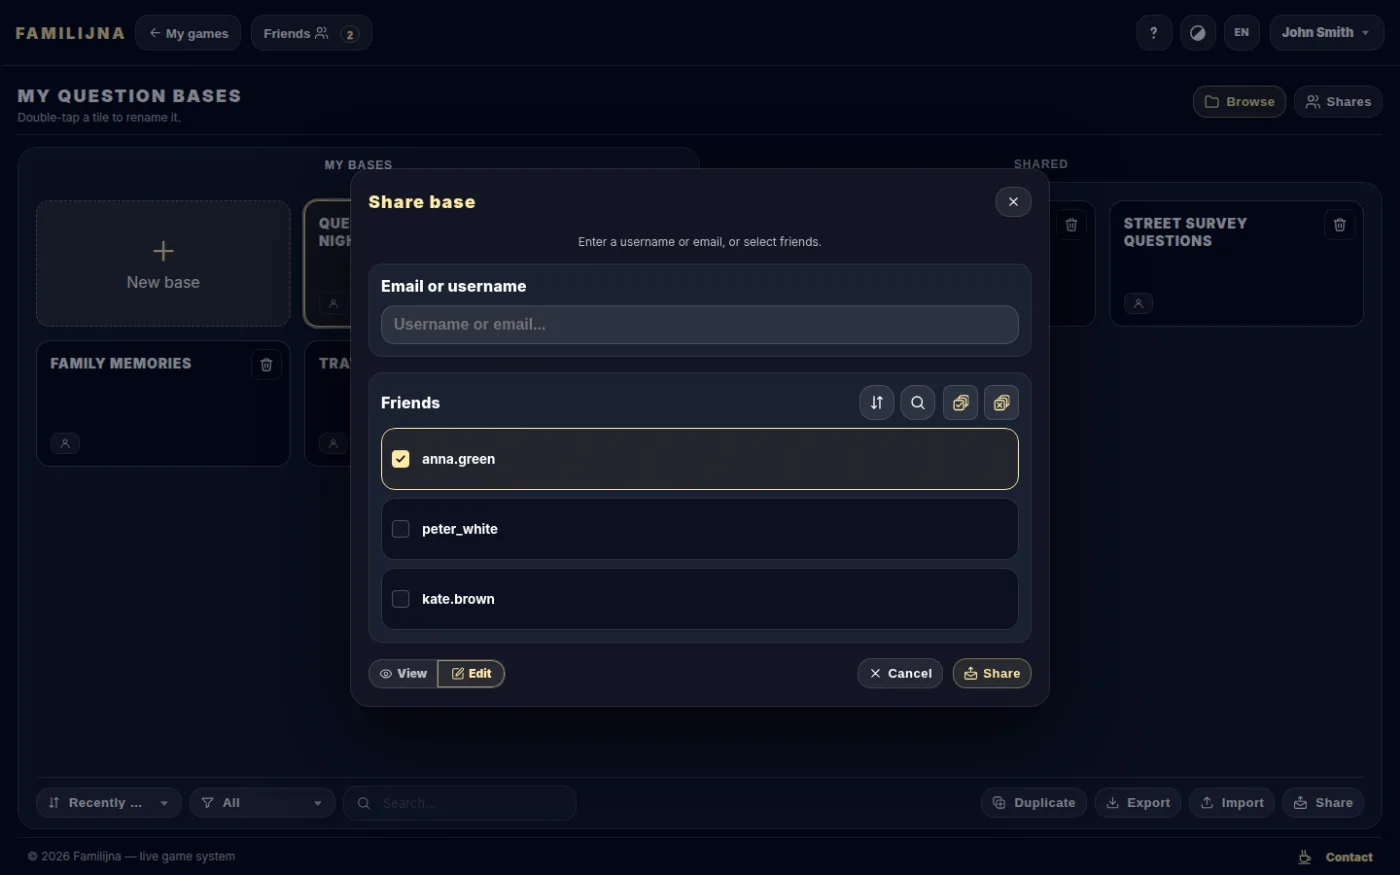 FAMILIJNA
My games
Friends
2
?
EN
John Smith
MY QUESTION BASES
Double-tap a tile to rename it.
Browse
Shares
MY BASES
SHARED
New base
STREET SURVEY
QUESTIONS
FAMILY MEMORIES
Share base
Enter a username or email, or select friends.
Email or username
Username or email...
Friends
anna.green
peter_white
kate.brown
View
Edit
Cancel
Share
Recently ...
All
Search...
Duplicate
Export
Import
Share
© 2026 Familijna — live game system
Contact